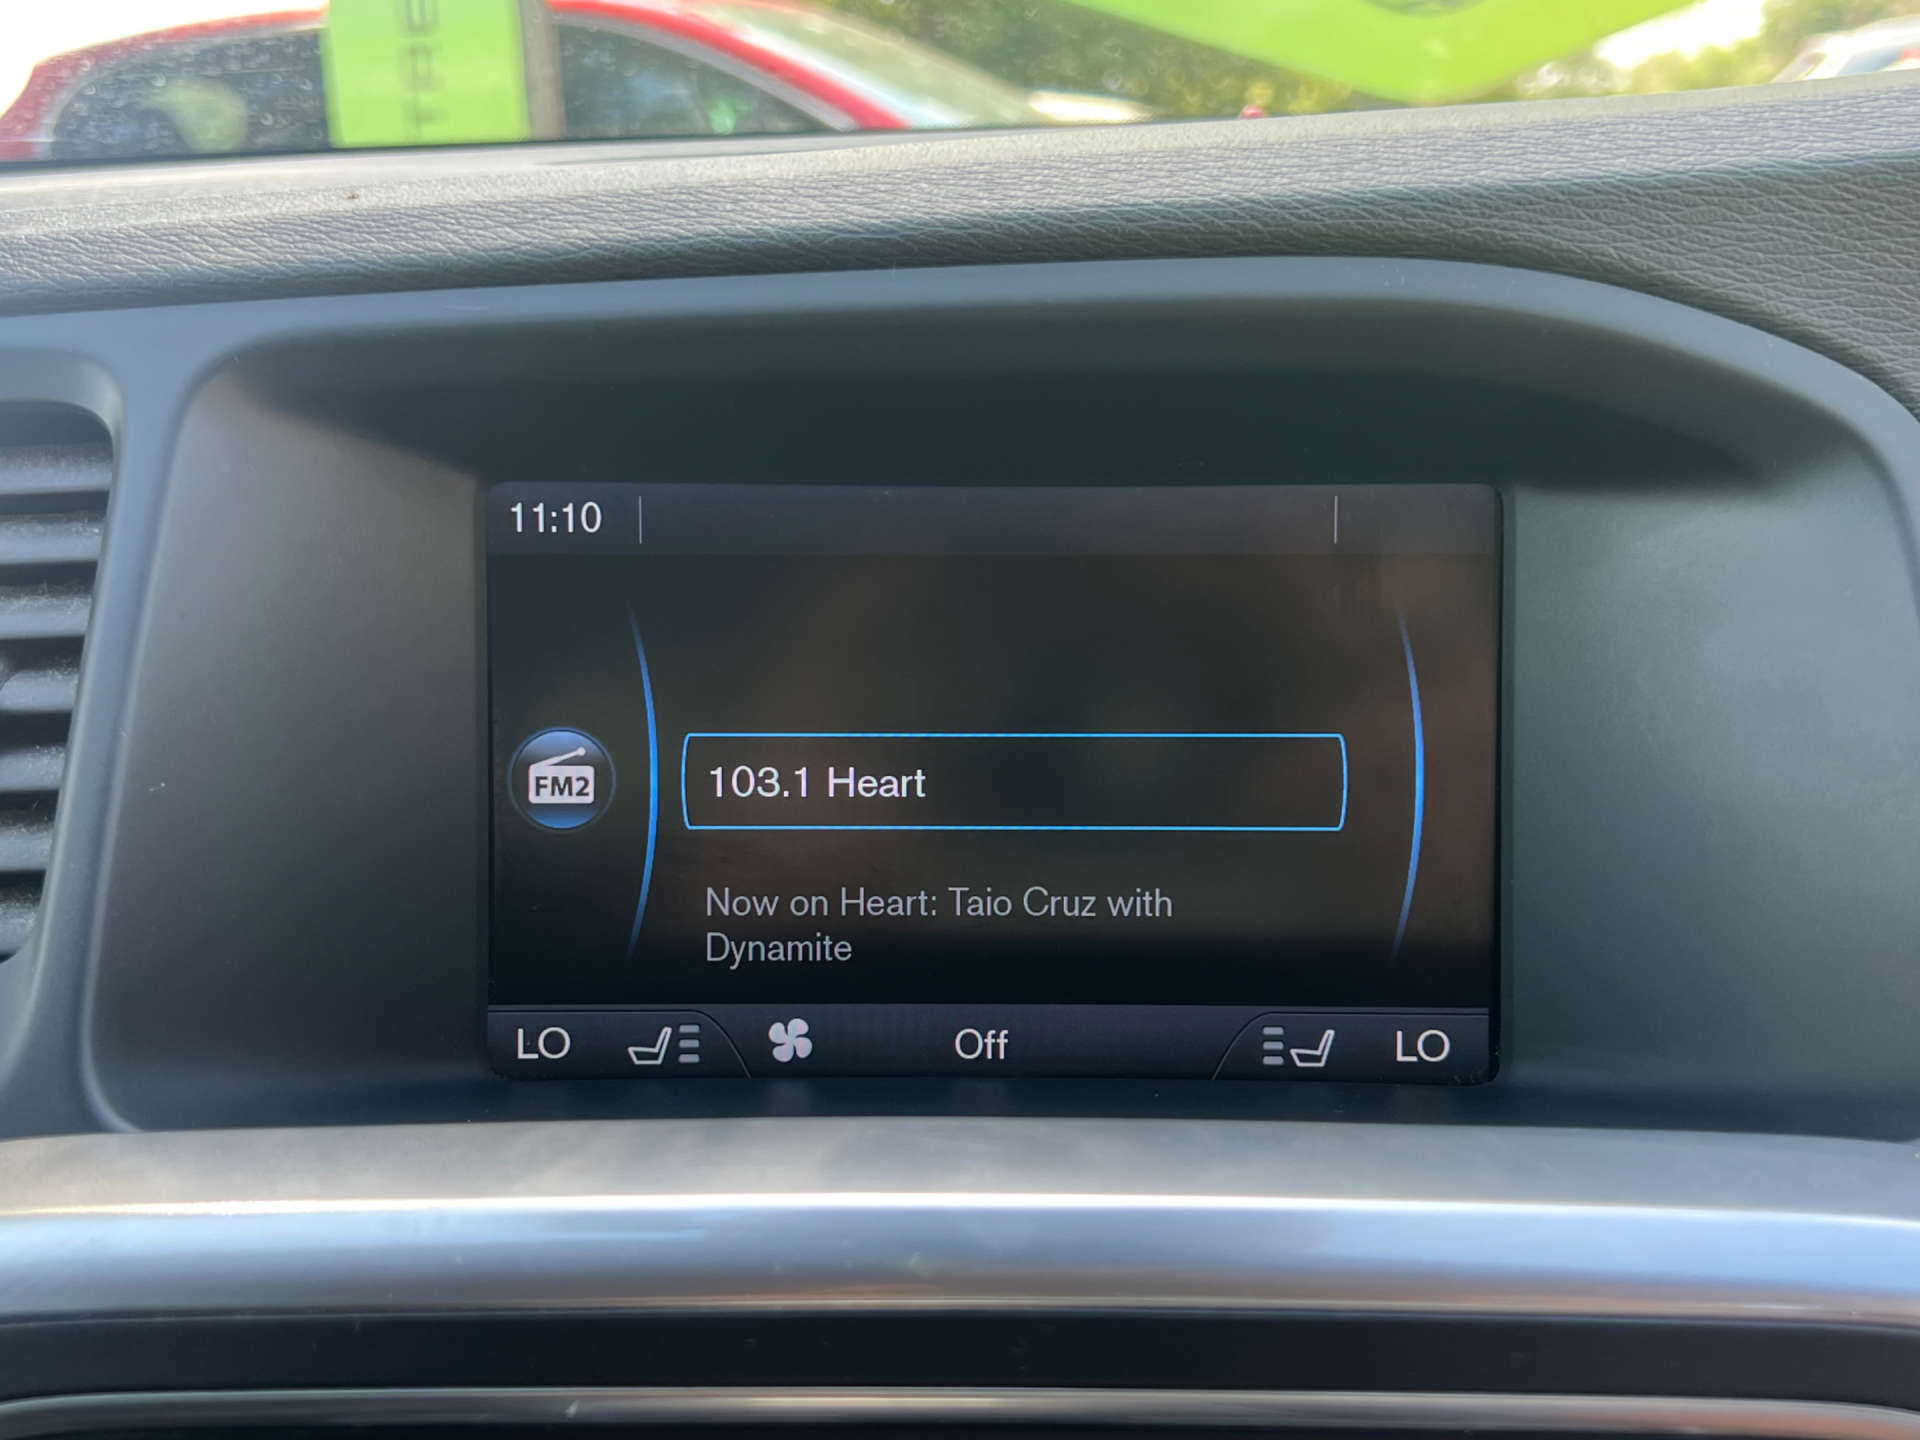 11:10
FM2
103.1 Heart
Now on Heart: Taio Cruz with
Dynamite
LO Off LO